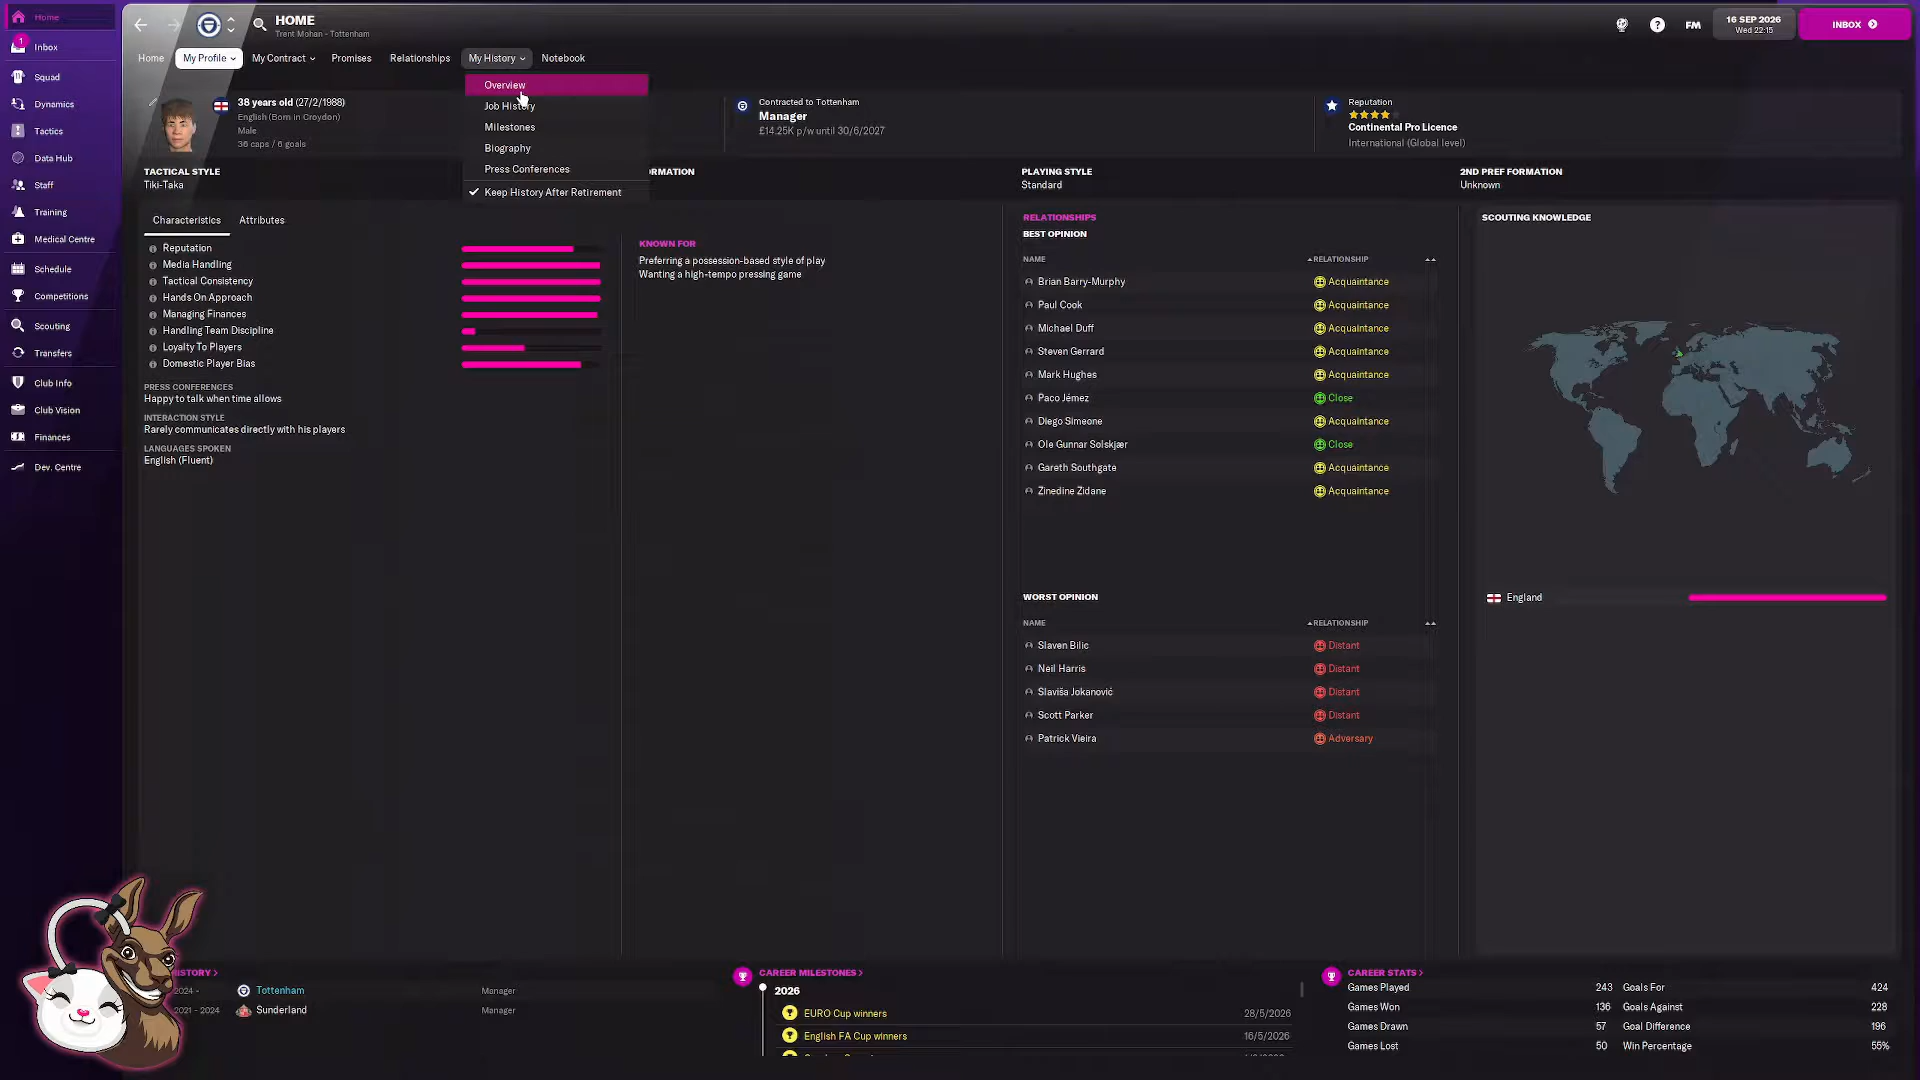 Home
1
Inbox
Squad
Dynamics
Tactics
Data Hub
Staff
Training
Medical Centre
Schedule
Competitions
Scouting
Transfers
Club Info
Club Vision
Finances
Dev. Centre
HOME
Trent Mohan - Tottenham
?
FM
16 SEP 2026
Wed 22:15
INBOX
Home
My Profile
My Contract
Promises
Relationships
My History
Notebook
Overview
Job History
Milestones
Biography
Press Conferences
Keep History After Retirement
38 years old (27/2/1988)
English (Born in Croydon)
Male
36 caps / 6 goals
Contracted to Tottenham
Manager
£14.25K p/w until 30/6/2027
Reputation
Continental Pro Licence
International (Global level)
TACTICAL STYLE
Tiki-Taka
ORMATION
PLAYING STYLE
Standard
2ND PREF FORMATION
Unknown
Characteristics Attributes
Reputation
Media Handling
Tactical Consistency
Hands On Approach
Managing Finances
Handling Team Discipline
Loyalty To Players
Domestic Player Bias
PRESS CONFERENCES
Happy to talk when time allows
INTERACTION STYLE
Rarely communicates directly with his players
LANGUAGES SPOKEN
English (Fluent)
KNOWN FOR
Preferring a possession-based style of play
Wanting a high-tempo pressing game
RELATIONSHIPS
BEST OPINION
NAME RELATIONSHIP
Brian Barry-Murphy Acquaintance
Paul Cook Acquaintance
Michael Duff Acquaintance
Steven Gerrard Acquaintance
Mark Hughes Acquaintance
Paco Jémez Close
Diego Simeone Acquaintance
Ole Gunnar Solskjær Close
Gareth Southgate Acquaintance
Zinedine Zidane Acquaintance
WORST OPINION
NAME RELATIONSHIP
Slaven Bilic Distant
Neil Harris Distant
Slaviša Jokanović Distant
Scott Parker Distant
Patrick Vieira Adversary
SCOUTING KNOWLEDGE
England
ISTORY
2024 - Tottenham Manager
2021 - 2024 Sunderland Manager
CAREER MILESTONES
2026
EURO Cup winners 28/5/2026
English FA Cup winners 16/5/2026
CAREER STATS
Games Played 243 Goals For 424
Games Won 136 Goals Against 228
Games Drawn 57 Goal Difference 196
Games Lost 50 Win Percentage 55%